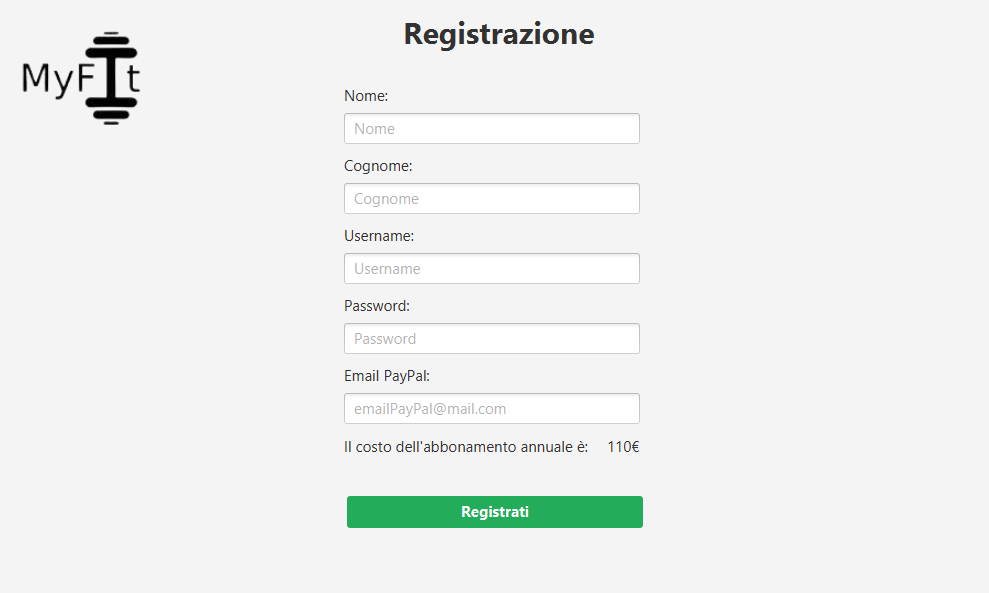 MyFIt
Registrazione
Nome:
Nome
Cognome:
Cognome
Username:
Username
Password:
Password
Email PayPal:
emailPayPal@mail.com
Il costo dell'abbonamento annuale è: 110€
Registrati